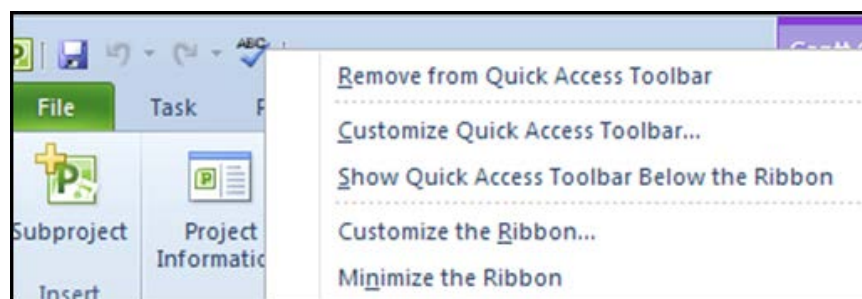 ABC
Remove from Quick Access Toolbar
File Task
Customize Quick Access Toolbar...
Show Quick Access Toolbar Below the Ribbon
Subproject Project
Customize the Ribbon...
Minimize the Ribbon
Insert